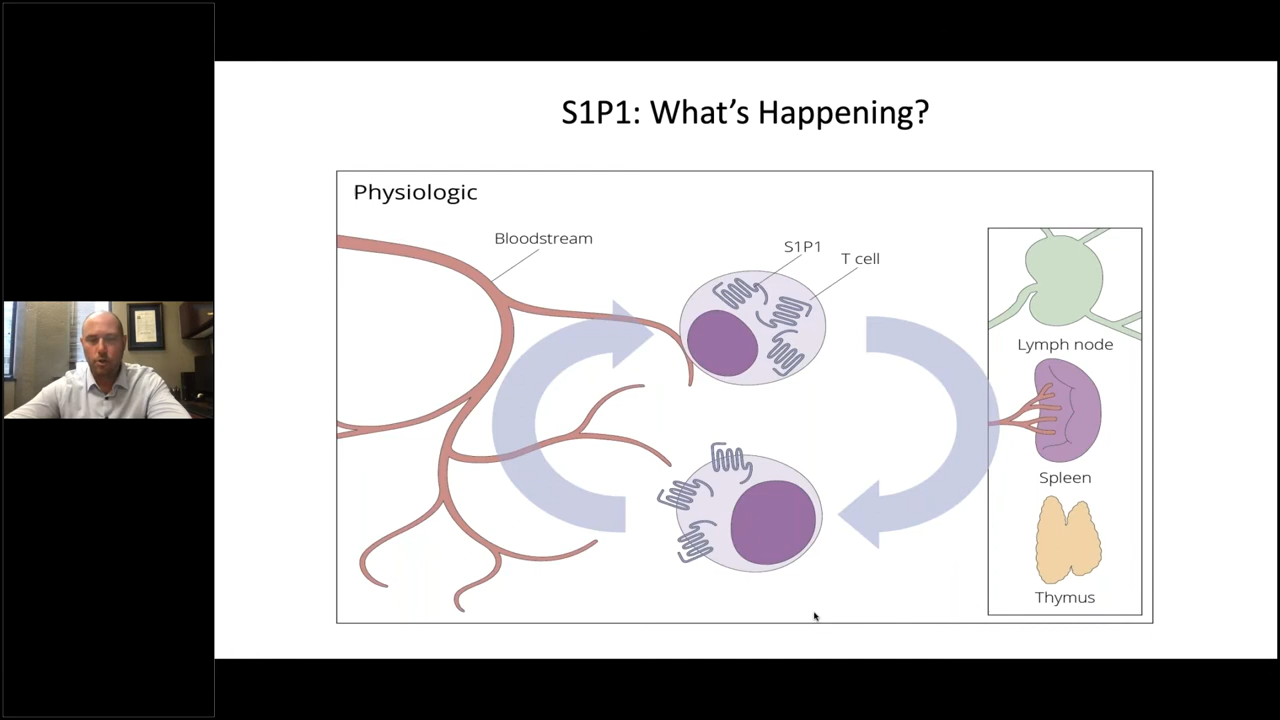 S1P1: What's Happening?
Physiologic
Bloodstream
S1P1
T cell
Lymph node
Spleen
Thymus